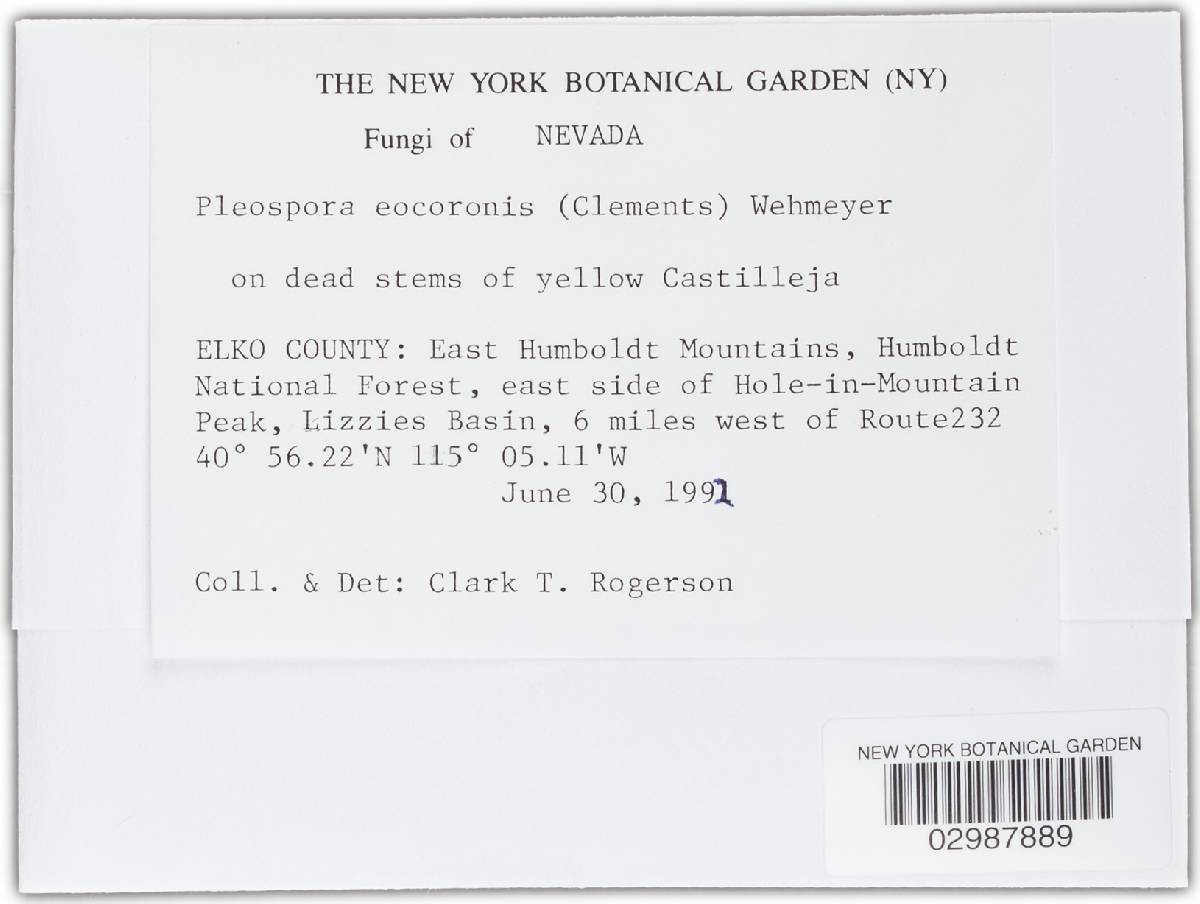 THE NEW YORK BOTANICAL GARDEN (NY)
Fungi of NEVADA
Pleospora eocoronis (Clements) Wehmeyer
on dead stems of yellow Castilleja
ELKO COUNTY: East Humboldt Mountains, Humboldt
National Forest, east side of Hole-in-Mountain
Peak, Lizzies Basin, 6 miles west of Route232
40° 56.22'N 115° 05.11'W
June 30, 1991
Coll. & Det: Clark T. Rogerson
NEW YORK BOTANICAL GARDEN
02987889